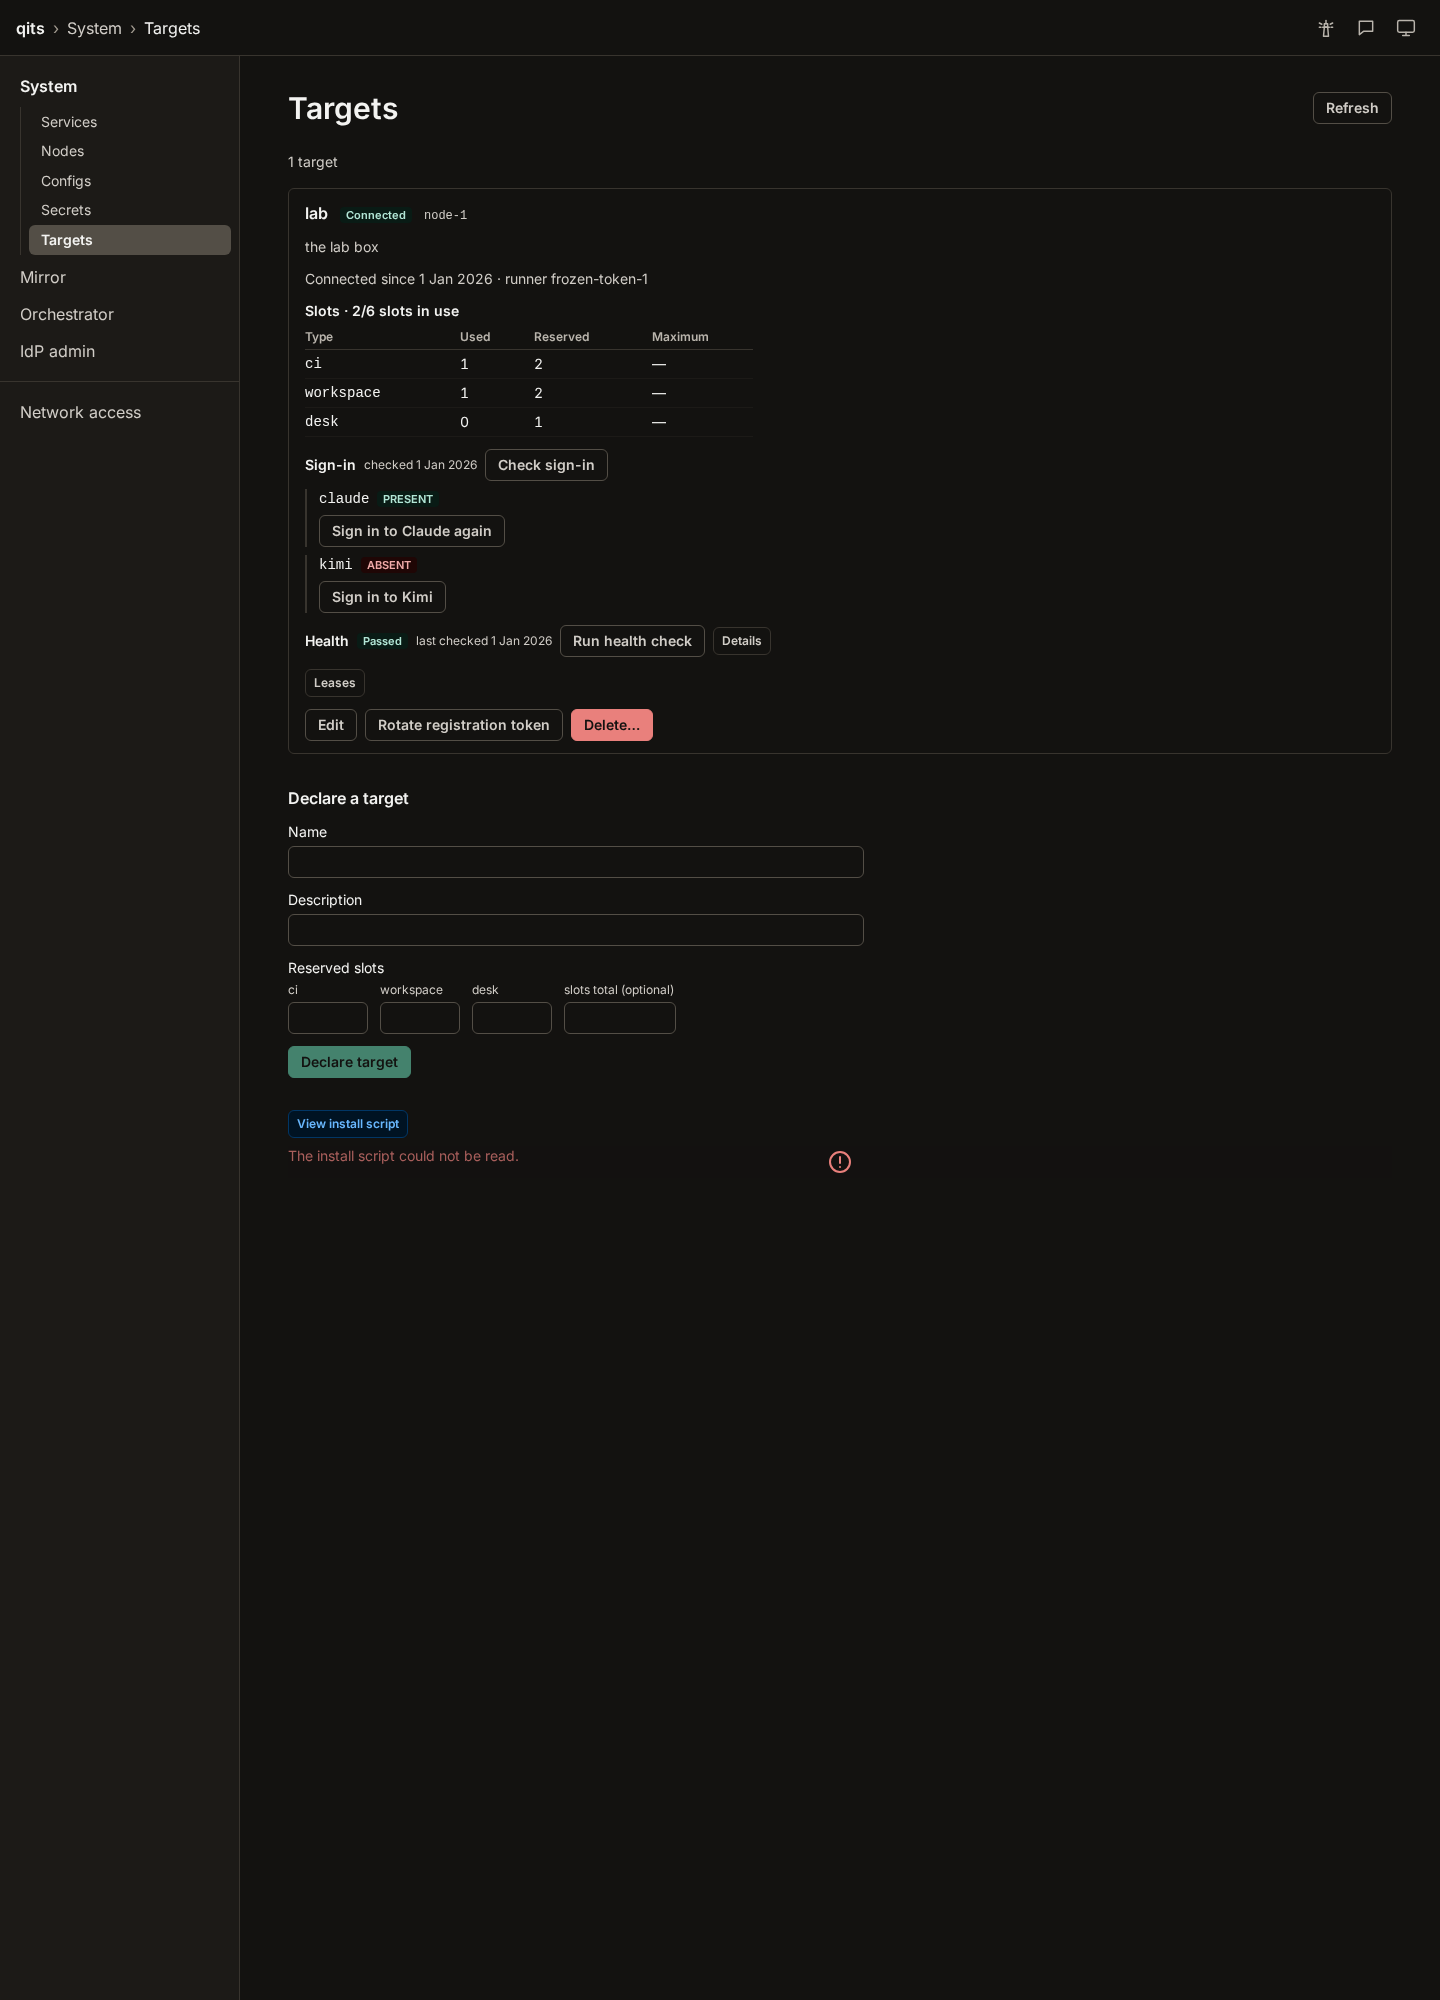 qits › System › Targets
System
Services
Nodes
Configs
Secrets
Targets
Mirror
Orchestrator
IdP admin
Network access
Targets
Refresh
1 target
lab Connected node-1
the lab box
Connected since 1 Jan 2026 · runner frozen-token-1
Slots · 2/6 slots in use
Type Used Reserved Maximum
ci 1 2 —
workspace 1 2 —
desk 0 1 —
Sign-in checked 1 Jan 2026 Check sign-in
claude PRESENT
Sign in to Claude again
kimi ABSENT
Sign in to Kimi
Health Passed last checked 1 Jan 2026 Run health check Details
Leases
Edit Rotate registration token Delete…
Declare a target
Name
Description
Reserved slots
ci workspace desk slots total (optional)
Declare target
View install script
The install script could not be read.